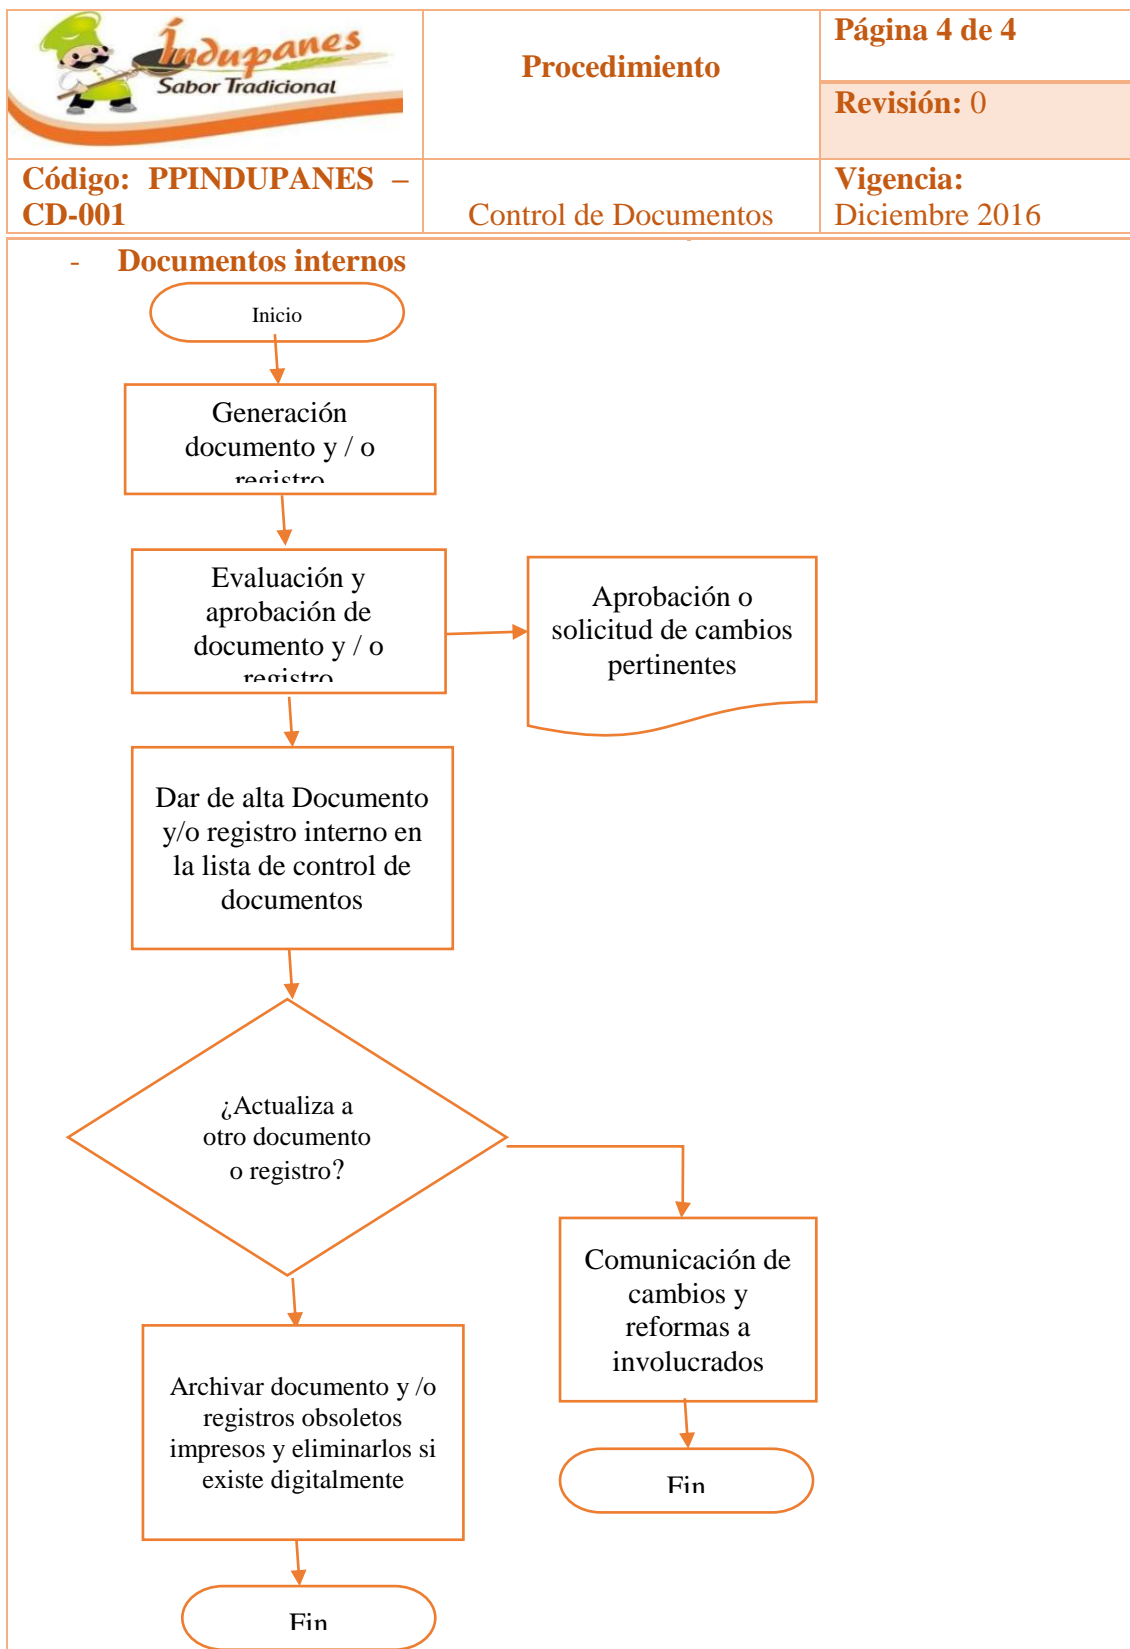 Indupanes
Sabor Tradicional
Procedimiento
Página 4 de 4
Revisión: 0
Código: PPINDUPANES –
CD-001
Control de Documentos
Vigencia:
Diciembre 2016
- Documentos internos
Inicio
Generación
documento y / o
registro
Evaluación y
aprobación de
documento y / o
registro
Aprobación o
solicitud de cambios
pertinentes
Dar de alta Documento
y/o registro interno en
la lista de control de
documentos
¿Actualiza a
otro documento
o registro?
Comunicación de
cambios y
reformas a
involucrados
Archivar documento y /o
registros obsoletos
impresos y eliminarlos si
existe digitalmente
Fin
Fin